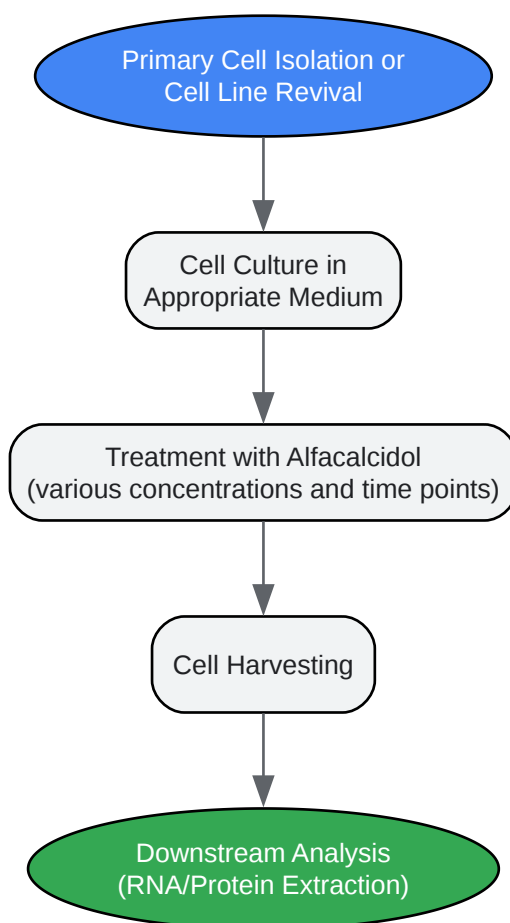 Primary Cell Isolation or
Cell Line Revival
Cell Culture in
Appropriate Medium
Treatment with Alfacalcidol
(various concentrations and time points)
Cell Harvesting
Downstream Analysis
(RNA/Protein Extraction)